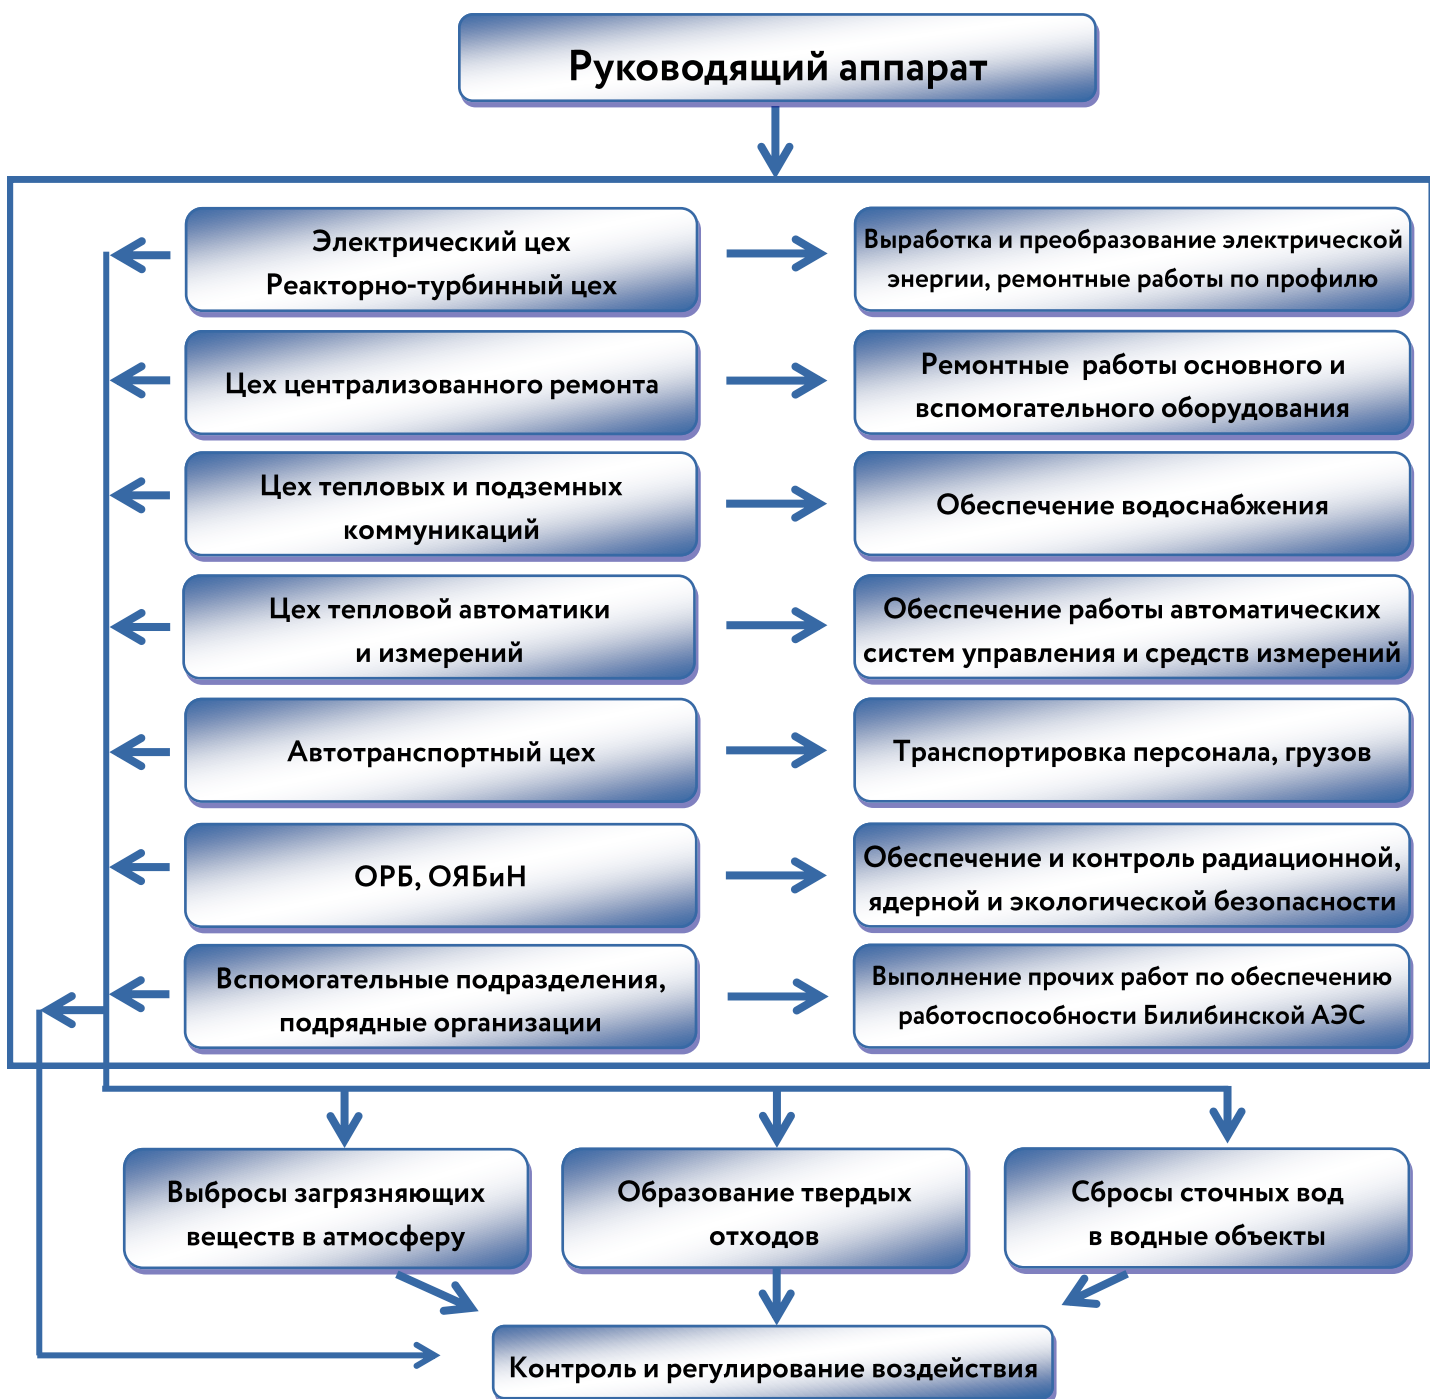 Руководящий аппарат
Электрический цех
Реакторно-турбинный цех
Выработка и преобразование электрической
энергии, ремонтные работы по профилю
Цех централизованного ремонта
Ремонтные работы основного и
вспомогательного оборудования
Цех тепловых и подземных
коммуникаций
Обеспечение водоснабжения
Цех тепловой автоматики
и измерений
Обеспечение работы автоматических
систем управления и средств измерений
Автотранспортный цех
Транспортировка персонала, грузов
ОРБ, ОЯБиН
Обеспечение и контроль радиационной,
ядерной и экологической безопасности
Вспомогательные подразделения,
подрядные организации
Выполнение прочих работ по обеспечению
работоспособности Билибинской АЭС
Выбросы загрязняющих
веществ в атмосферу
Образование твердых
отходов
Сбросы сточных вод
в водные объекты
Контроль и регулирование воздействия